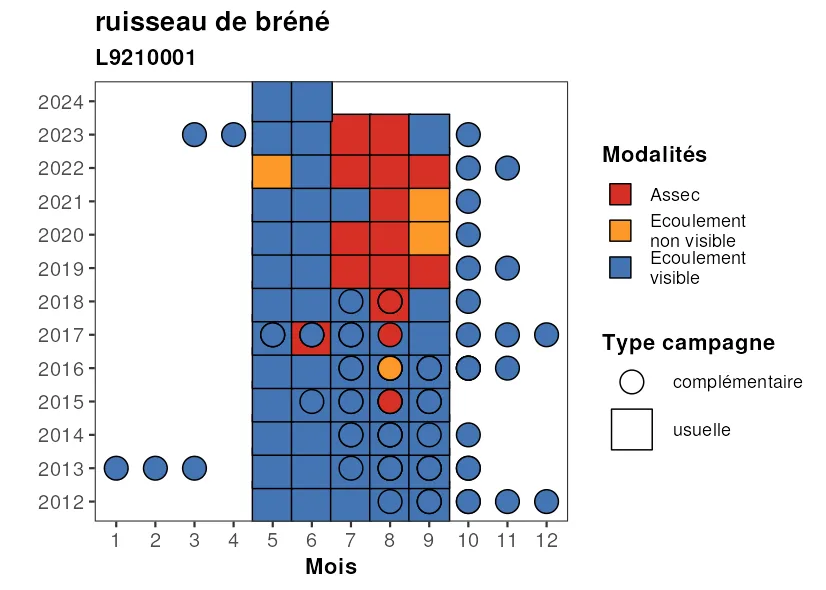 ruisseau de bréné
L9210001
2024
2023
2022
2021
2020
2019
2018
2017
2016
2015
2014
2013
2012
1 2 3 4 5 6 7 8 9 10 11 12
Mois
Modalités
Assec
Ecoulement
non visible
Ecoulement
visible
Type campagne
complémentaire
usuelle